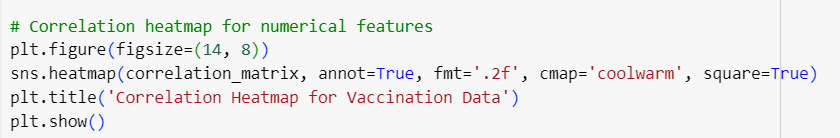 # Correlation heatmap for numerical features
plt.figure(figsize=(14, 8))
sns.heatmap(correlation_matrix, annot=True, fmt='.2f', cmap='coolwarm', square=True)
plt.title('Correlation Heatmap for Vaccination Data')
plt.show()